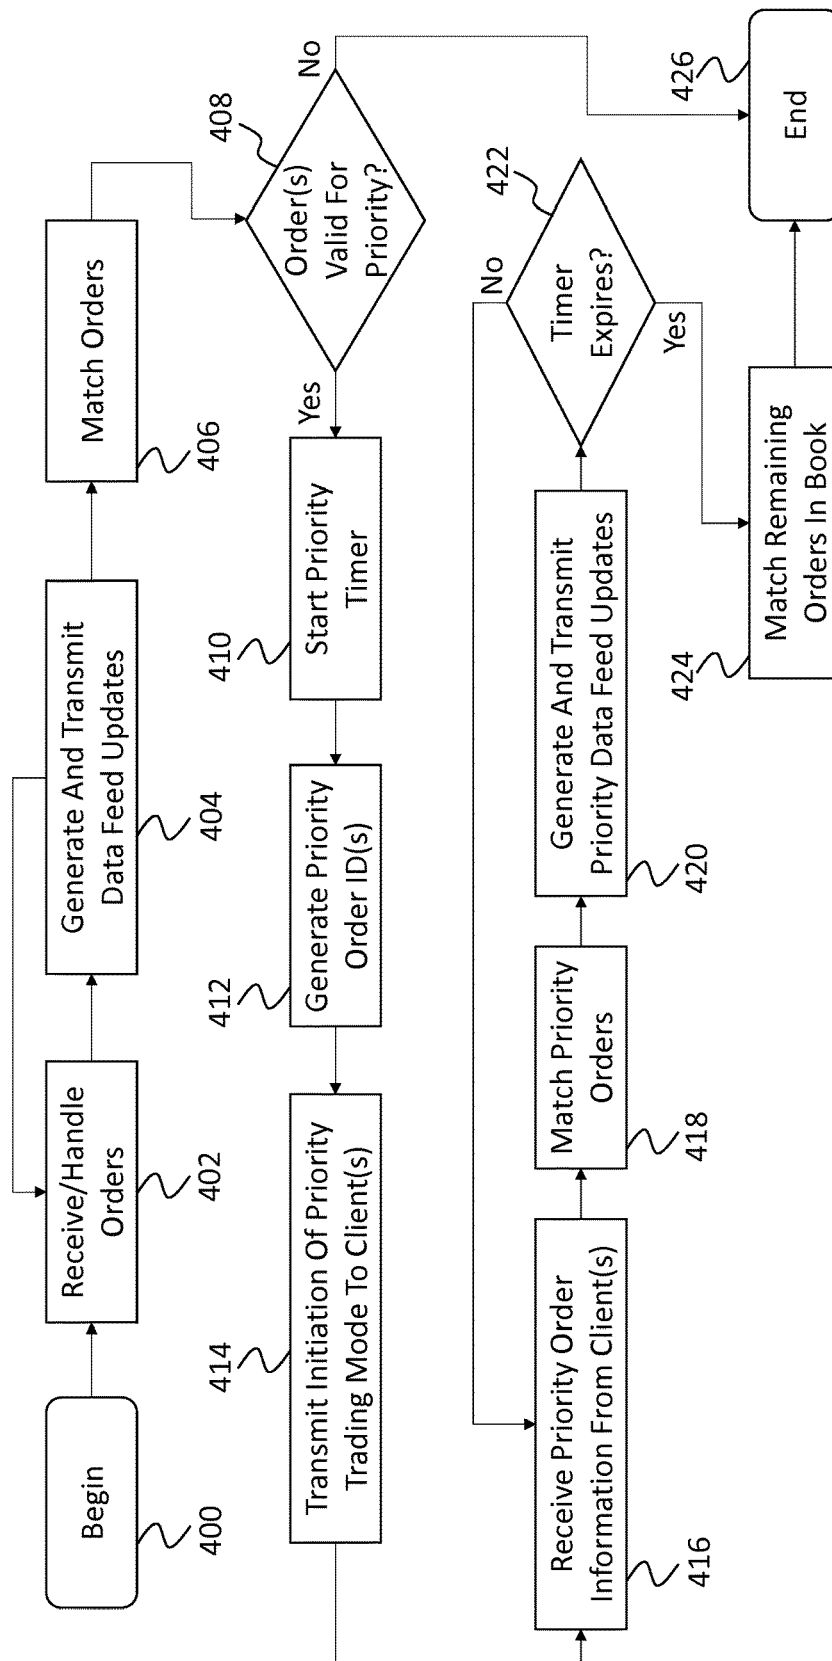 Begin
400
Receive/Handle
Orders
402
Generate And Transmit
Data Feed Updates
404
Match Orders
406
Order(s)
Valid For
Priority?
408
No
Yes
Start Priority
Timer
410
Generate Priority
Order ID(s)
412
Transmit Initiation Of Priority
Trading Mode To Client(s)
414
Receive Priority Order
Information From Client(s)
416
Match Priority
Orders
418
Generate And Transmit
Priority Data Feed Updates
420
Timer
Expires?
422
No
Yes
Match Remaining
Orders In Book
424
End
426